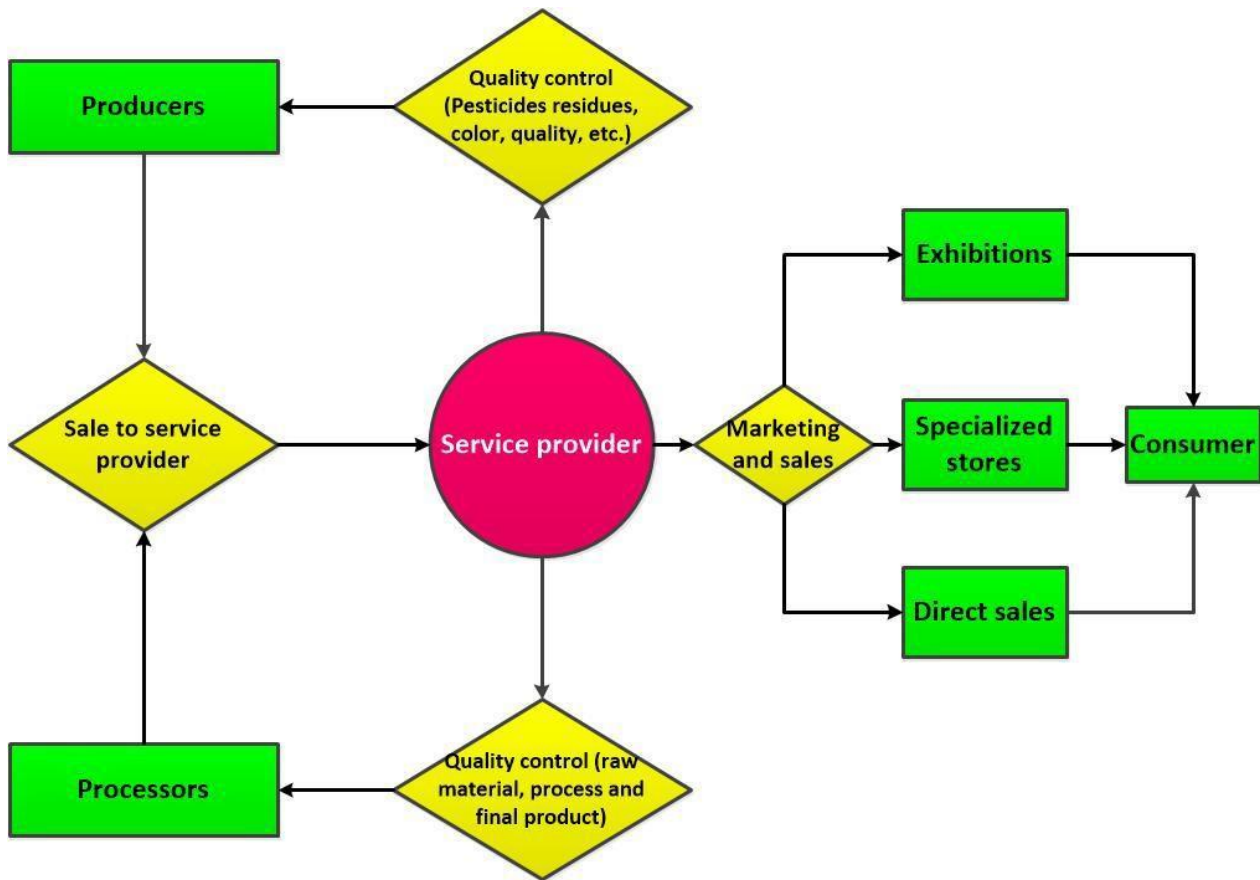 Producers
Quality control
(Pesticides residues,
color, quality, etc.)
Exhibitions
Sale to service
provider
Service provider
Marketing
and sales
Specialized
stores
Consumer
Direct sales
Processors
Quality control (raw
material, process and
final product)